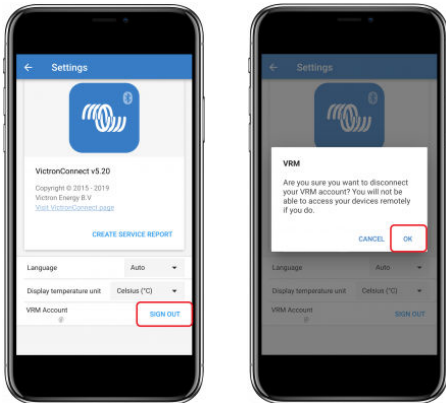 Settings
VictronConnect v5.20
Copyright © 2015 - 2019
Victron Energy B.V
Visit VictronConnect page
CREATE SERVICE REPORT
Language Auto
Display temperature unit Celsius (°C)
VRM Account SIGN OUT
@
Settings
VRM
Are you sure you want to disconnect
your VRM account? You will not be
able to access your devices remotely
if you do.
CANCEL OK
Language Auto
Display temperature unit Celsius (°C)
VRM Account SIGN OUT
@